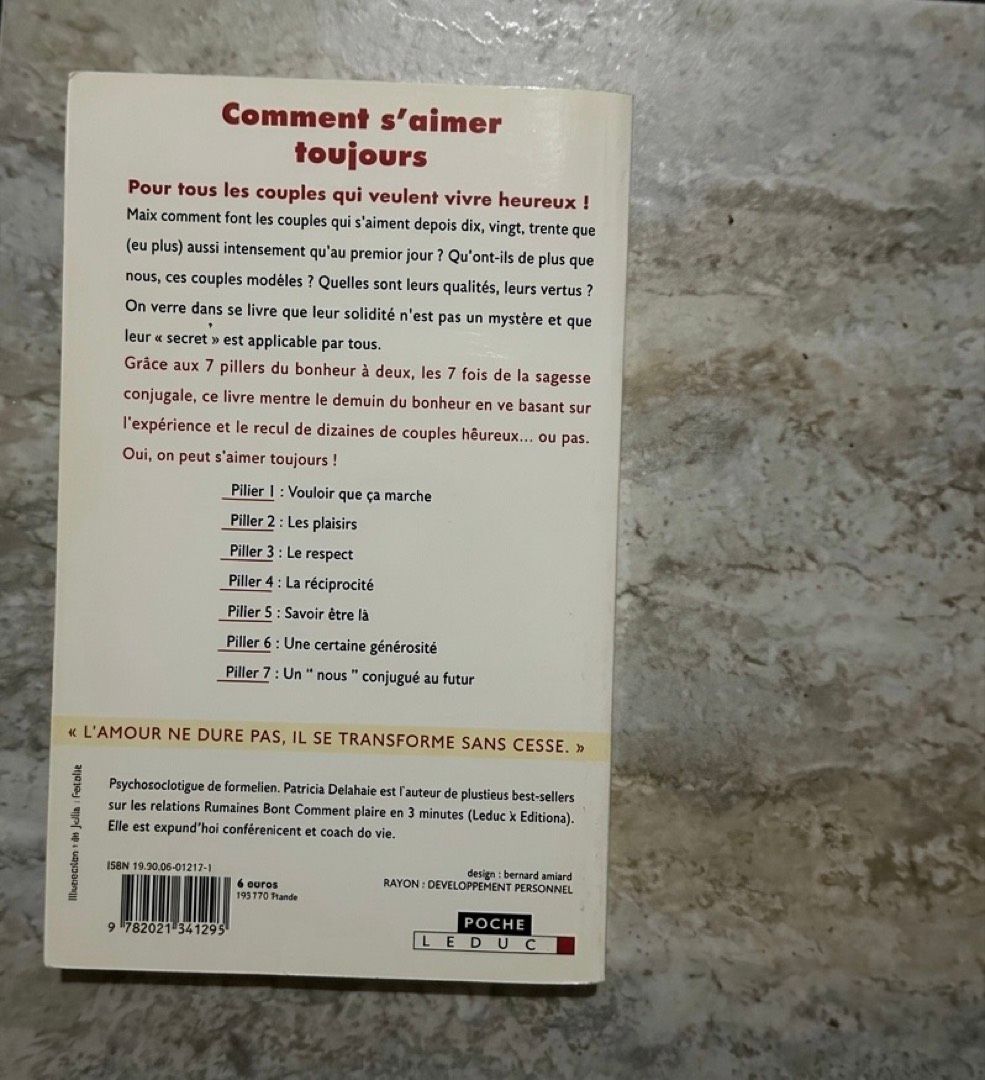 Comment s'aimer
toujours
Pour tous les couples qui veulent vivre heureux !
Maix comment font les couples qui s'aiment depois dix, vingt, trente que
(eu plus) aussi intensement qu'au premior jour ? Qu'ont-ils de plus que
nous, ces couples modéles ? Quelles sont leurs qualités, leurs vertus ?
On verre dans se livre que leur solidité n'est pas un mystère et que
leur « secret » est applicable par tous.
Grâce aux 7 pillers du bonheur à deux, les 7 fois de la sagesse
conjugale, ce livre mentre le demuin du bonheur en ve basant sur
l'expérience et le recul de dizaines de couples hêureux... ou pas.
Oui, on peut s'aimer toujours !
Pilier 1 : Vouloir que ça marche
Piller 2 : Les plaisirs
Piller 3 : Le respect
Piller 4 : La réciprocité
Pilier 5 : Savoir être là
Piller 6 : Une certaine générosité
Piller 7 : Un " nous " conjugué au futur
« L'AMOUR NE DURE PAS, IL SE TRANSFORME SANS CESSE. »
Psychosoclotigue de formelien. Patricia Delahaie est l'auteur de plustieus best-sellers
sur les relations Rumaines Bont Comment plaire en 3 minutes (Leduc x Editiona).
Elle est expund'hoi conférenicent et coach do vie.
ISBN 19.90.06-01217-1
6 euros
195170
9 782021 341295
design : bernard amiard
RAYON : DEVELOPPEMENT PERSONNEL
POCHE
LEDUC